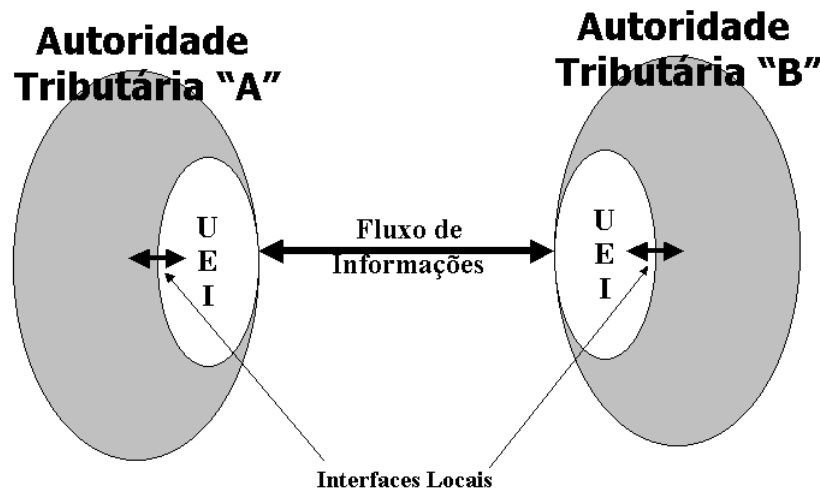 Autoridade
Tributária “A”
Autoridade
Tributária “B”
U
E
I
Fluxo de
Informações
U
E
I
Interfaces Locais